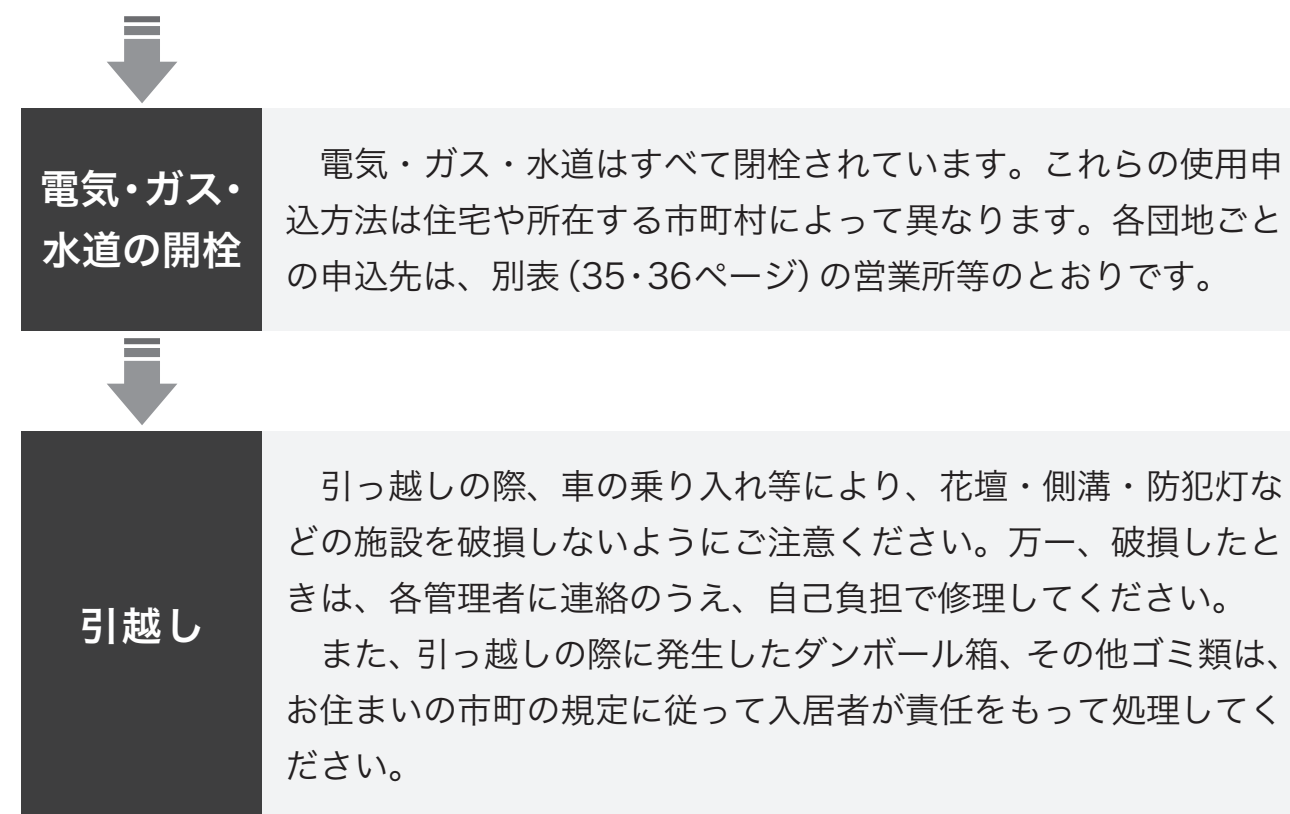 電気・ガス・
水道の開栓
　電気・ガス・水道はすべて閉栓されています。これらの使用申
込方法は住宅や所在する市町村によって異なります。各団地ごと
の申込先は、別表（35・36ページ）の営業所等のとおりです。
引越し
　引っ越しの際、車の乗り入れ等により、花壇・側溝・防犯灯な
どの施設を破損しないようにご注意ください。万一、破損したと
きは、各管理者に連絡のうえ、自己負担で修理してください。
　また、引っ越しの際に発生したダンボール箱、その他ゴミ類は、
お住まいの市町の規定に従って入居者が責任をもって処理してく
ださい。